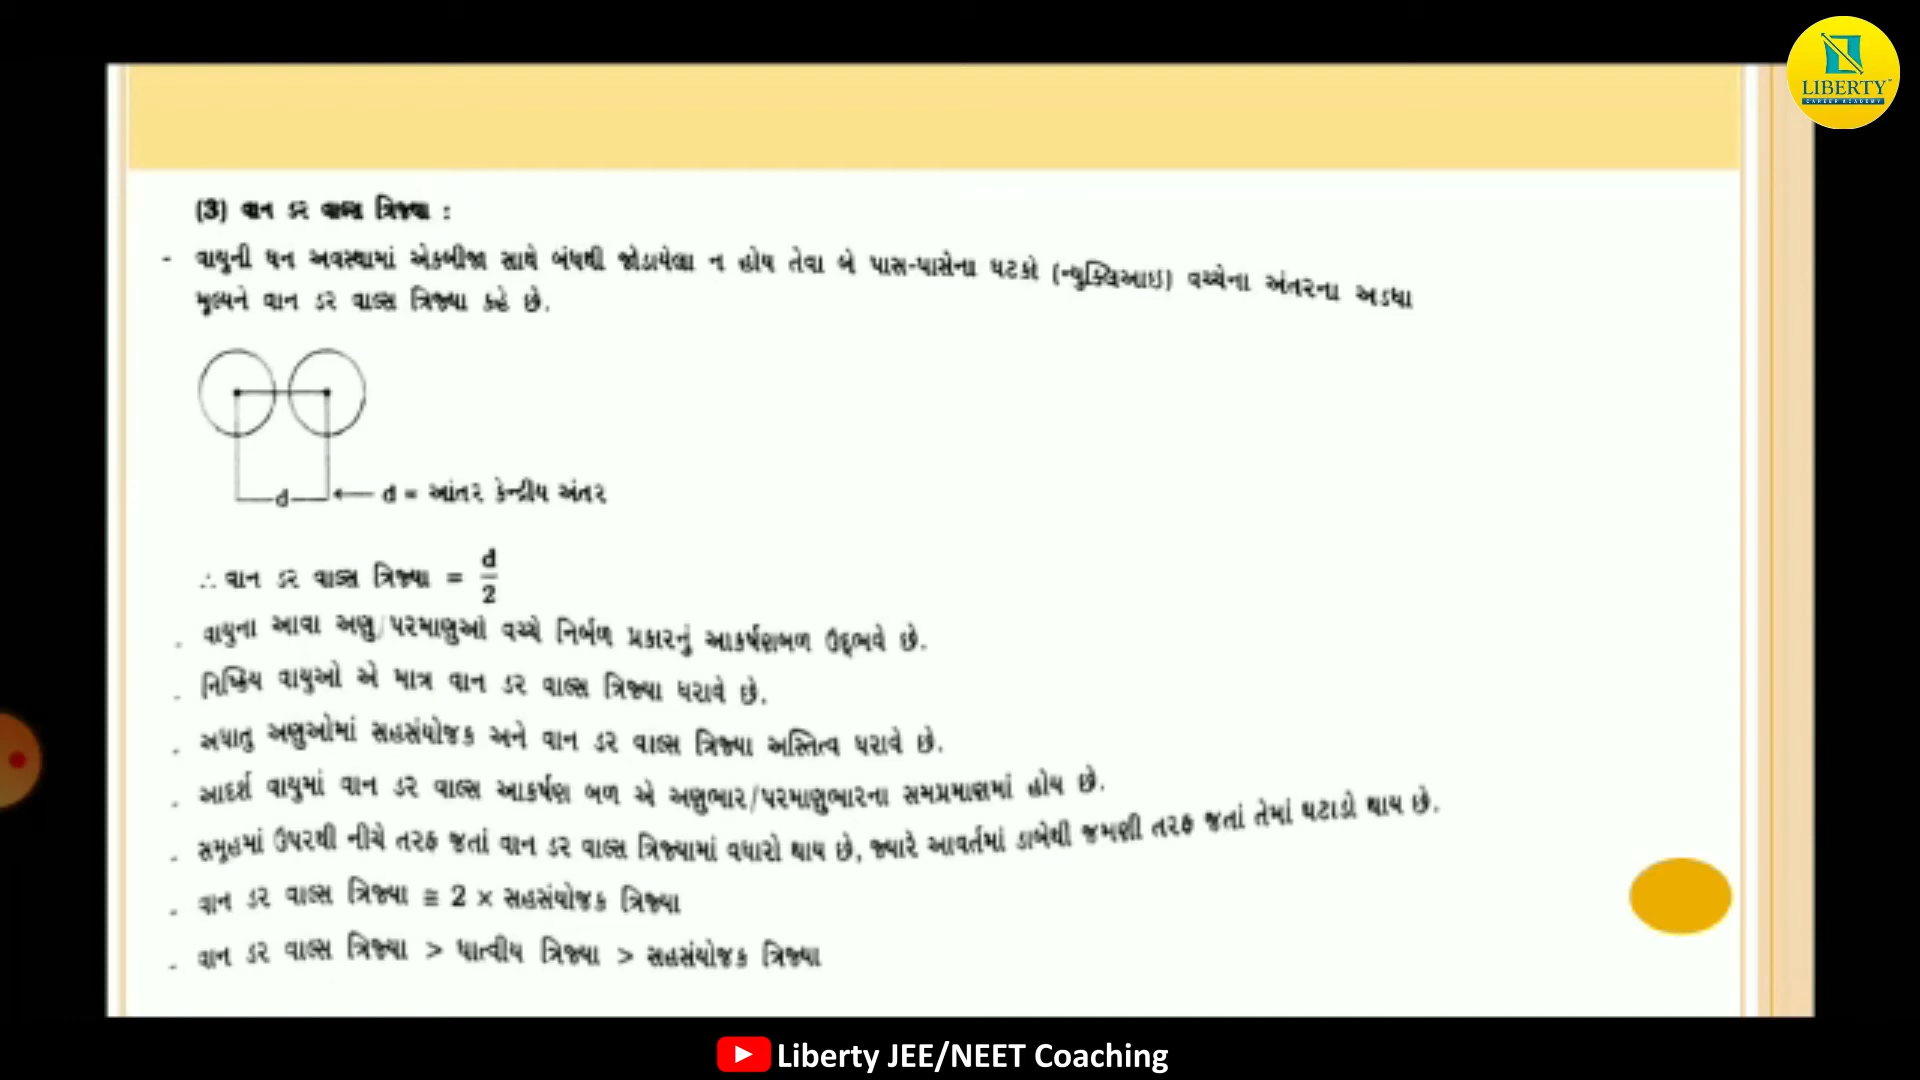 LIBERTY
CAREER ACADEMY
(3) વાન ડર વાલ્સ ત્રિજ્યા :
- વાયુની ઘન અવસ્થામાં એકબીજા સાથે બંધથી જોડાયેલા ન હોય તેવા બે પાસ-પાસેના ઘટકો (ન્યુક્લિઆઇ) વચ્ચેના અંતરના અડધા
મૂલ્યને વાન ડર વાલ્સ ત્રિજ્યા કહે છે.
d ← d = આંતર કેન્દ્રીય અંતર
∴ વાન ડર વાલ્સ ત્રિજ્યા = d/2
- વાયુના આવા અણુ/પરમાણુઓ વચ્ચે નિર્બળ પ્રકારનું આકર્ષણબળ ઉદ્ભવે છે.
- નિષ્ક્રિય વાયુઓ એ માત્ર વાન ડર વાલ્સ ત્રિજ્યા ધરાવે છે.
- અધાતુ અણુઓમાં સહસંયોજક અને વાન ડર વાલ્સ ત્રિજ્યા અસ્તિત્વ ધરાવે છે.
- આદર્શ વાયુમાં વાન ડર વાલ્સ આકર્ષણ બળ એ અણુભાર/પરમાણુભારના સમપ્રમાણમાં હોય છે.
- સમૂહમાં ઉપરથી નીચે તરફ જતાં વાન ડર વાલ્સ ત્રિજ્યામાં વધારો થાય છે, જ્યારે આવર્તમાં ડાબેથી જમણી તરફ જતાં તેમાં ઘટાડો થાય છે.
- વાન ડર વાલ્સ ત્રિજ્યા ≅ 2 × સહસંયોજક ત્રિજ્યા
- વાન ડર વાલ્સ ત્રિજ્યા > ધાત્વીય ત્રિજ્યા > સહસંયોજક ત્રિજ્યા
Liberty JEE/NEET Coaching